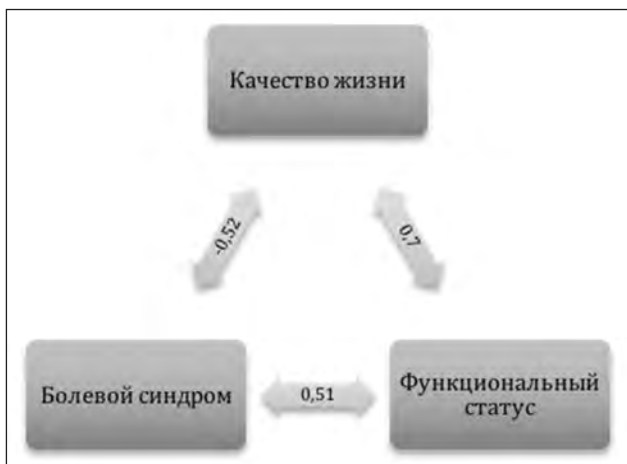 Качество жизни
-0,52
0,7
Болевой синдром
0,51
Функциональный
статус